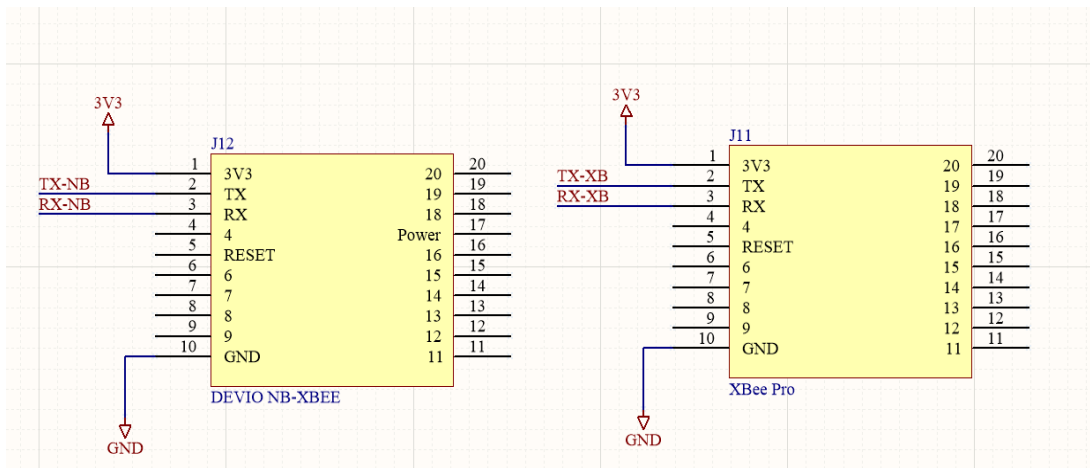 3V3
J12
1 3V3 20 20
TX-NB 2 TX 19 19
RX-NB 3 RX 18 18
4 4 Power 17
5 RESET 16 16
6 6 15 15
7 7 14 14
8 8 13 13
9 9 12 12
10 GND 11 11
DEVIO NB-XBEE
GND
3V3
J11
1 3V3 20 20
TX-XB 2 TX 19 19
RX-XB 3 RX 18 18
4 4 17 17
5 RESET 16 16
6 6 15 15
7 7 14 14
8 8 13 13
9 9 12 12
10 GND 11 11
XBee Pro
GND